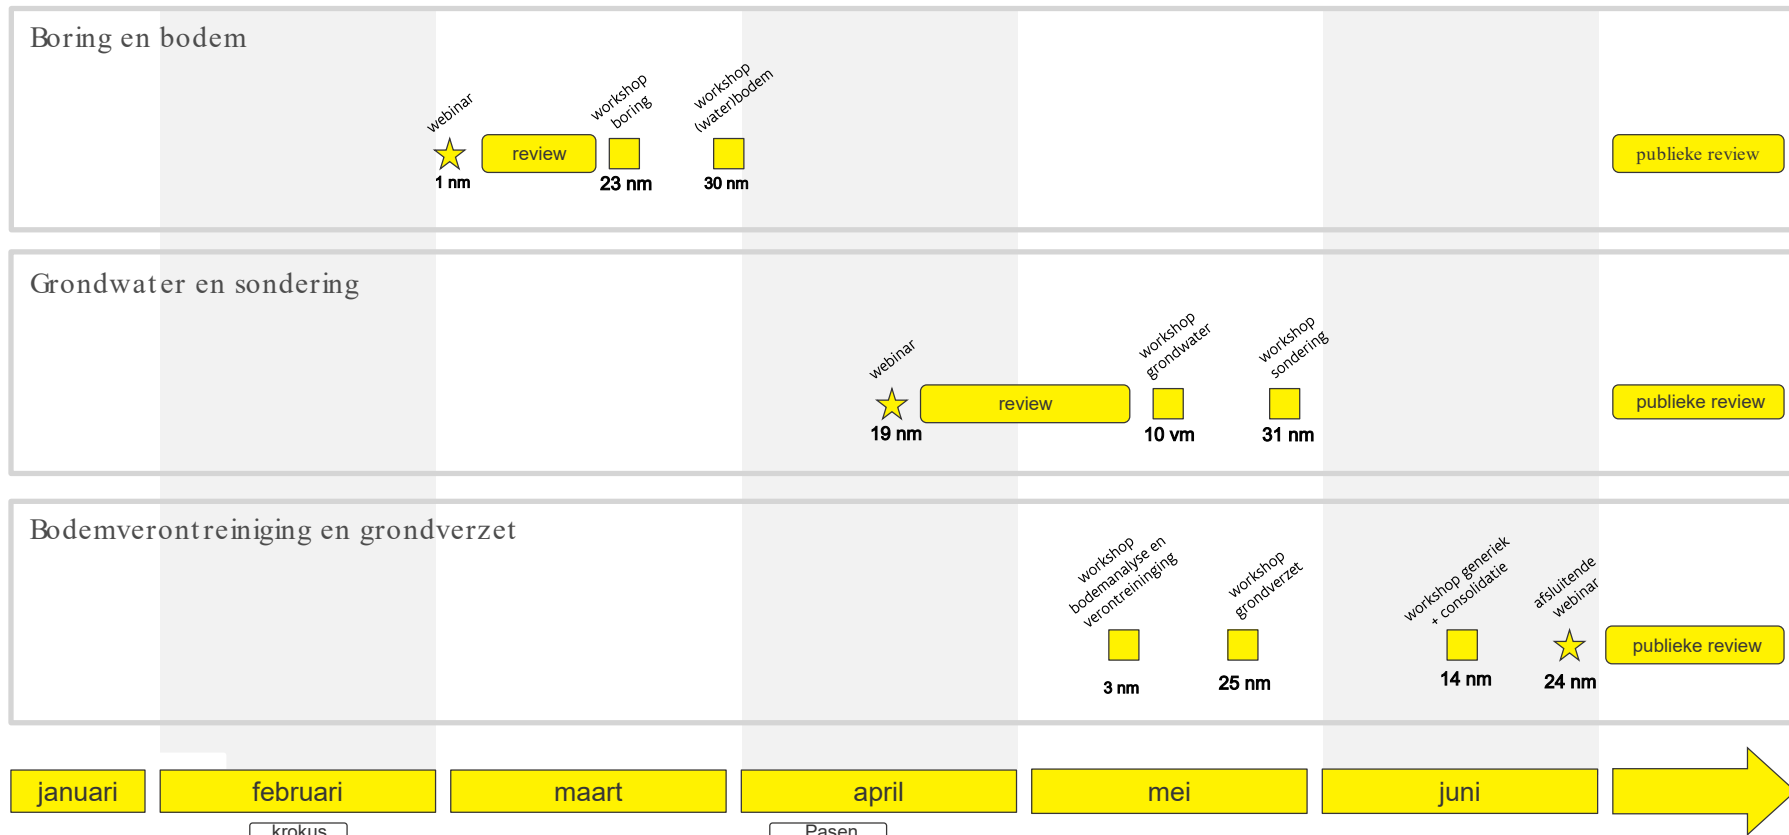 Boring en bodem
webinar
workshop
boring
workshop
(water)bodem
review
publieke review
1 nm
23 nm
30 nm
Grondwater en sondering
webinar
workshop
grondwater
workshop
sondering
review
publieke review
19 nm
10 vm
31 nm
Bodemverontreiniging en grondverzet
workshop
bodemanalyse en
verontreininging
workshop
grondverzet
workshop generiek
+ consolidatie
afsluitende
webinar
publieke review
3 nm
25 nm
14 nm
24 nm
januari
februari
maart
april
mei
juni
krokus
Pasen